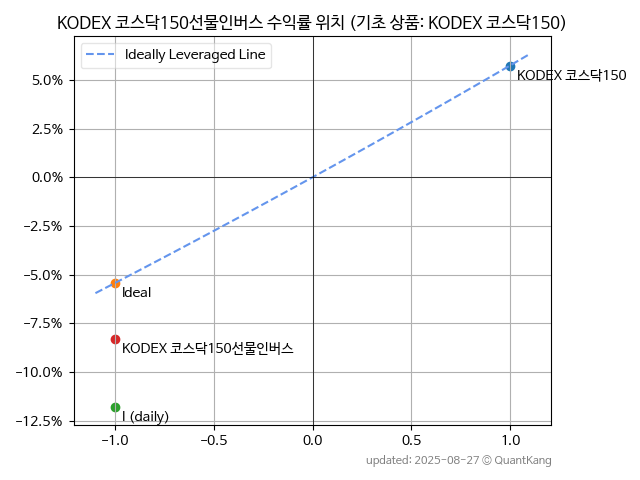 KODEX 코스닥150선물인버스 수익률 위치 (기초 상품: KODEX 코스닥150)
Ideally Leveraged Line
5.0%
2.5%
0.0%
−2.5%
−5.0%
−7.5%
−10.0%
−12.5%
KODEX 코스닥150
Ideal
KODEX 코스닥150선물인버스
I (daily)
−1.0
−0.5
0.0
0.5
1.0
updated: 2025-08-27 © QuantKang